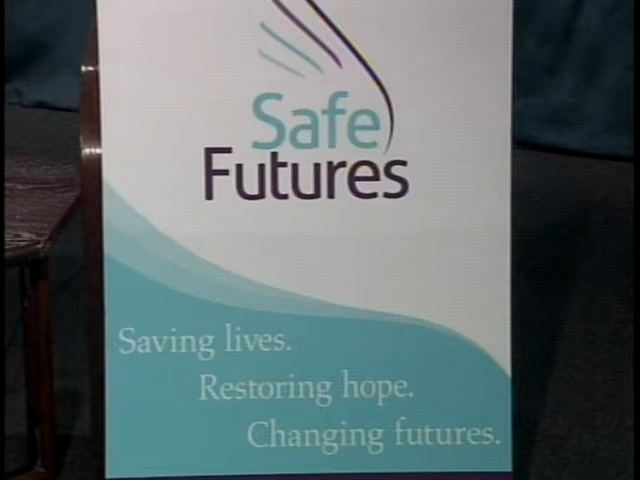 Safe
Futures
Saving lives.
Restoring hope.
Changing futures.